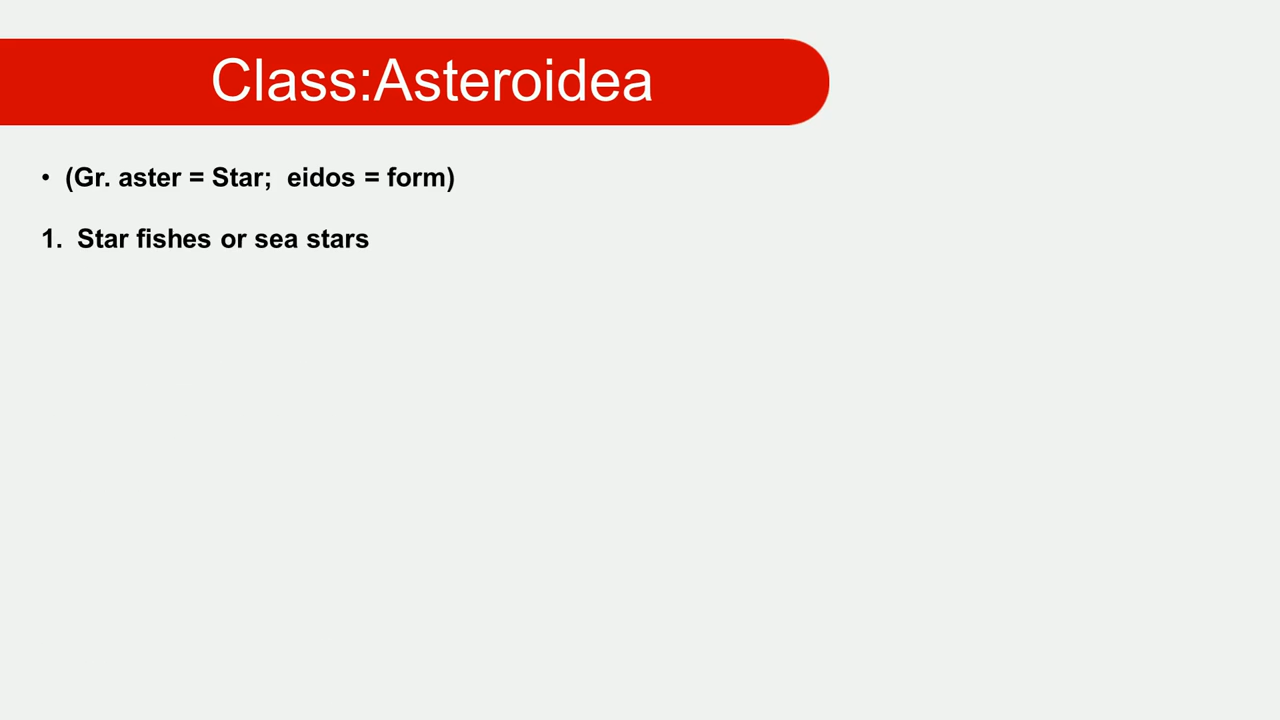 Class:Asteroidea
• (Gr. aster = Star;  eidos = form)
1.  Star fishes or sea stars